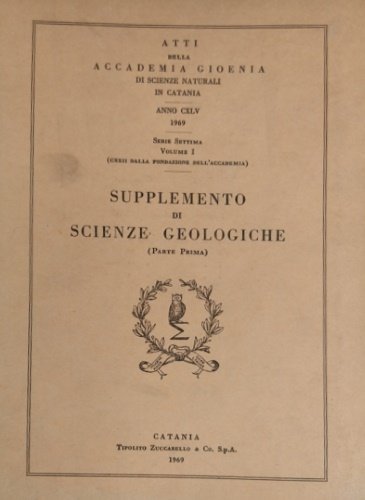 ATTI
DELLA
ACCADEMIA GIOENIA
DI SCIENZE NATURALI
IN CATANIA
ANNO CXLV
1969
SERIE SETTIMA
VOLUME I
(CXLII DALLA FONDAZIONE DELL'ACCADEMIA)
SUPPLEMENTO
DI
SCIENZE GEOLOGICHE
(PARTE PRIMA)
CATANIA
TIPOLITO ZUCCARELLO & CO. S.p.A.
1969